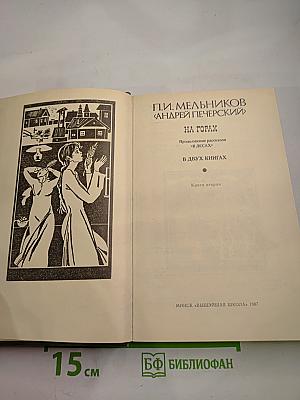 П.И. МЕЛЬНИКОВ
(АНДРЕЙ ПЕЧЕРСКИЙ)
НА ГОРАХ
Продолжение рассказов
«В ЛЕСАХ»
В ДВУХ КНИГАХ
Книга вторая
МИНСК «ВЫШЭЙШАЯ ШКОЛА» 1987
15 см
БФ БИБЛИОФАН